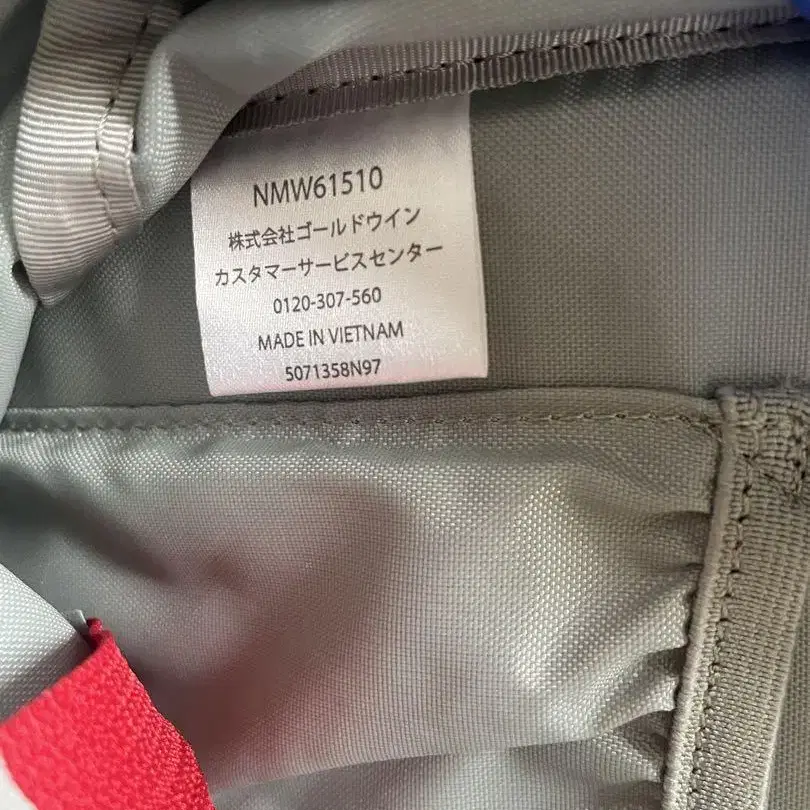 NMW61510
株式会社ゴールドウイン
カスタマーサービスセンター
0120-307-560
MADE IN VIETNAM
5071358N97